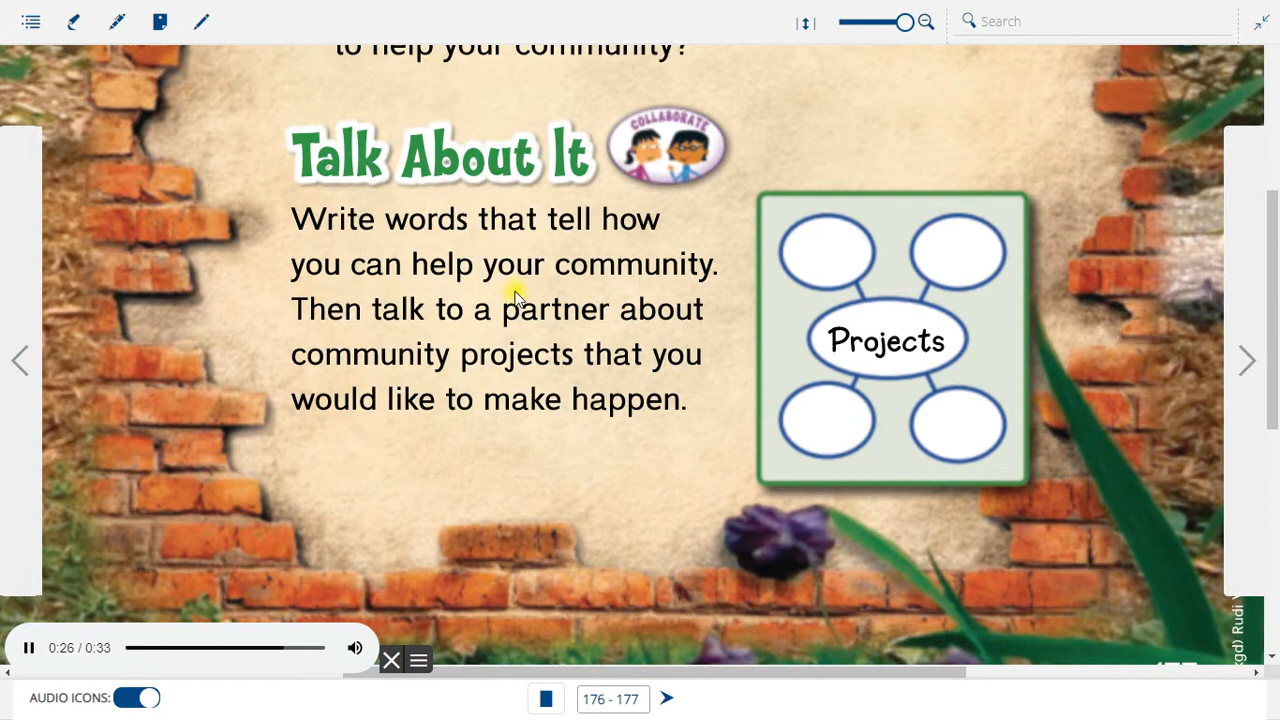 Search
to help your community?
COLLABORATE
Talk About It
Write words that tell how
you can help your community.
Then talk to a partner about
community projects that you
would like to make happen.
Projects
0:26 / 0:33
AUDIO ICONS:
176 - 177